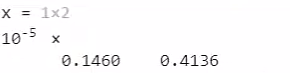 x = 1×2
10⁻⁵ x
0.1460 0.4136